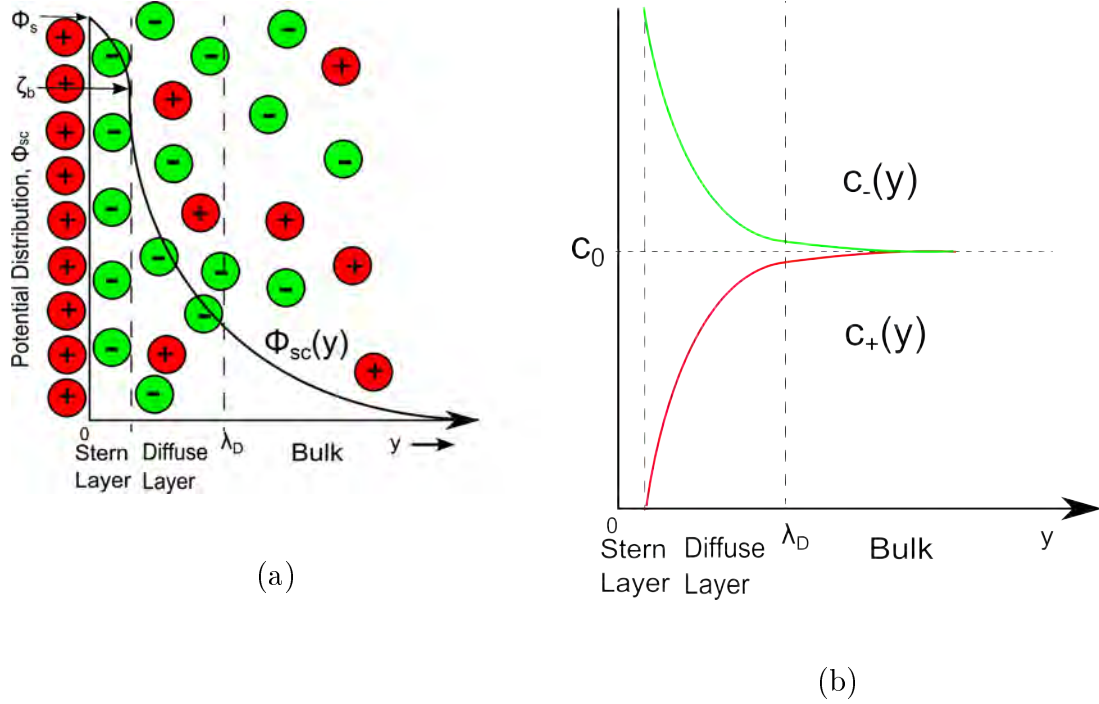 Φs
ζb
Potential Distribution, Φsc
Φsc(y)
0
Stern Layer
Diffuse Layer
λD
Bulk
y
(a)
c-(y)
c0
c+(y)
0
Stern Layer
Diffuse Layer
λD
Bulk
y
(b)